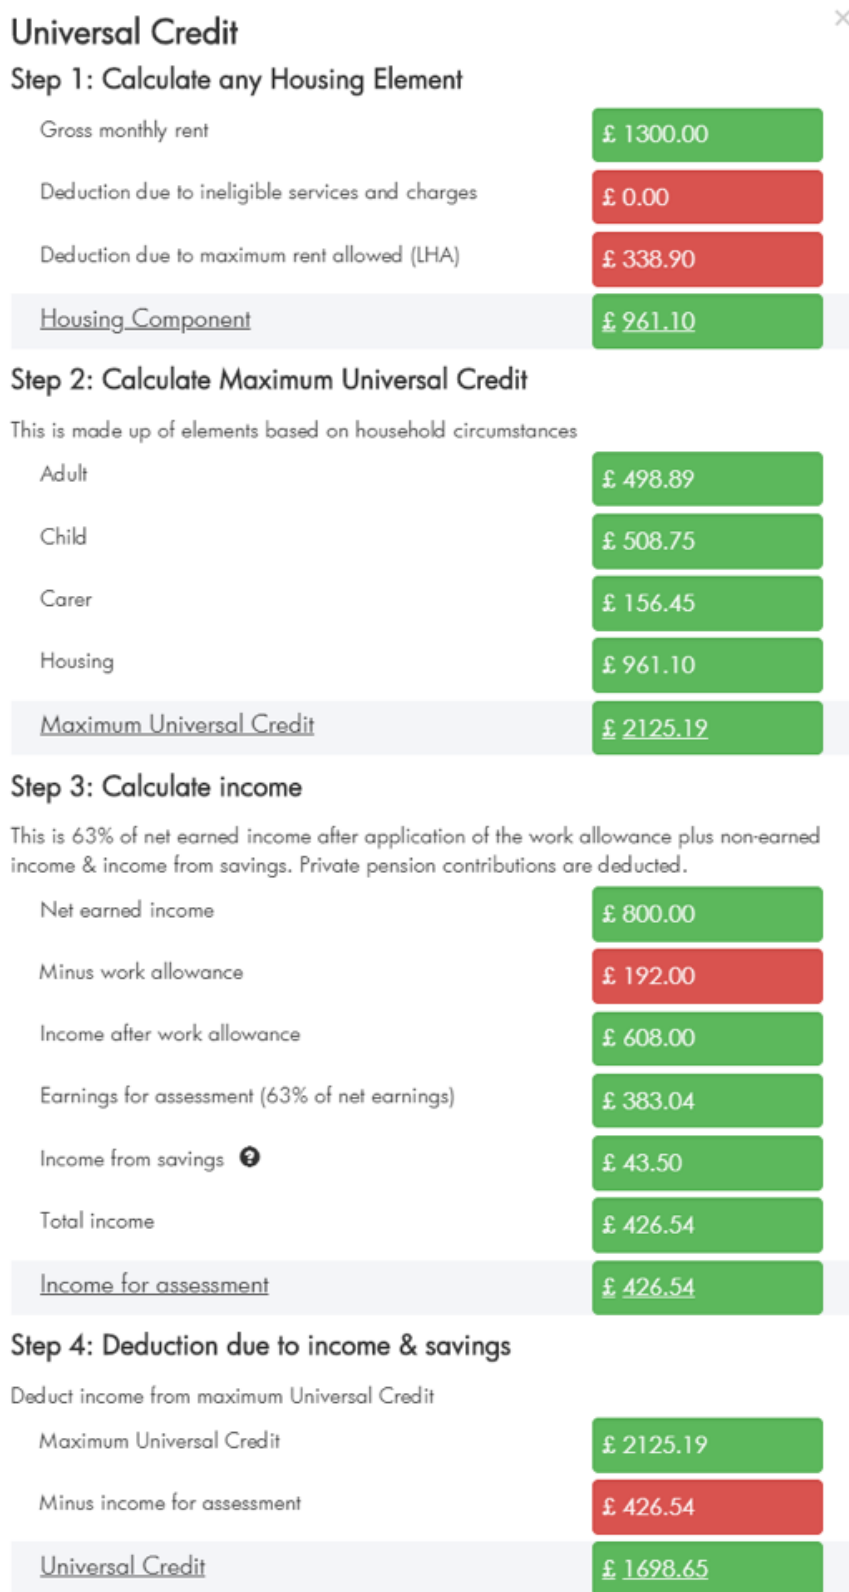 Universal Credit
Step 1: Calculate any Housing Element
Gross monthly rent £ 1300.00
Deduction due to ineligible services and charges £ 0.00
Deduction due to maximum rent allowed (LHA) £ 338.90
Housing Component £ 961.10
Step 2: Calculate Maximum Universal Credit
This is made up of elements based on household circumstances
Adult £ 498.89
Child £ 508.75
Carer £ 156.45
Housing £ 961.10
Maximum Universal Credit £ 2125.19
Step 3: Calculate income
This is 63% of net earned income after application of the work allowance plus non-earned
income & income from savings. Private pension contributions are deducted.
Net earned income £ 800.00
Minus work allowance £ 192.00
Income after work allowance £ 608.00
Earnings for assessment (63% of net earnings) £ 383.04
Income from savings ? £ 43.50
Total income £ 426.54
Income for assessment £ 426.54
Step 4: Deduction due to income & savings
Deduct income from maximum Universal Credit
Maximum Universal Credit £ 2125.19
Minus income for assessment £ 426.54
Universal Credit £ 1698.65